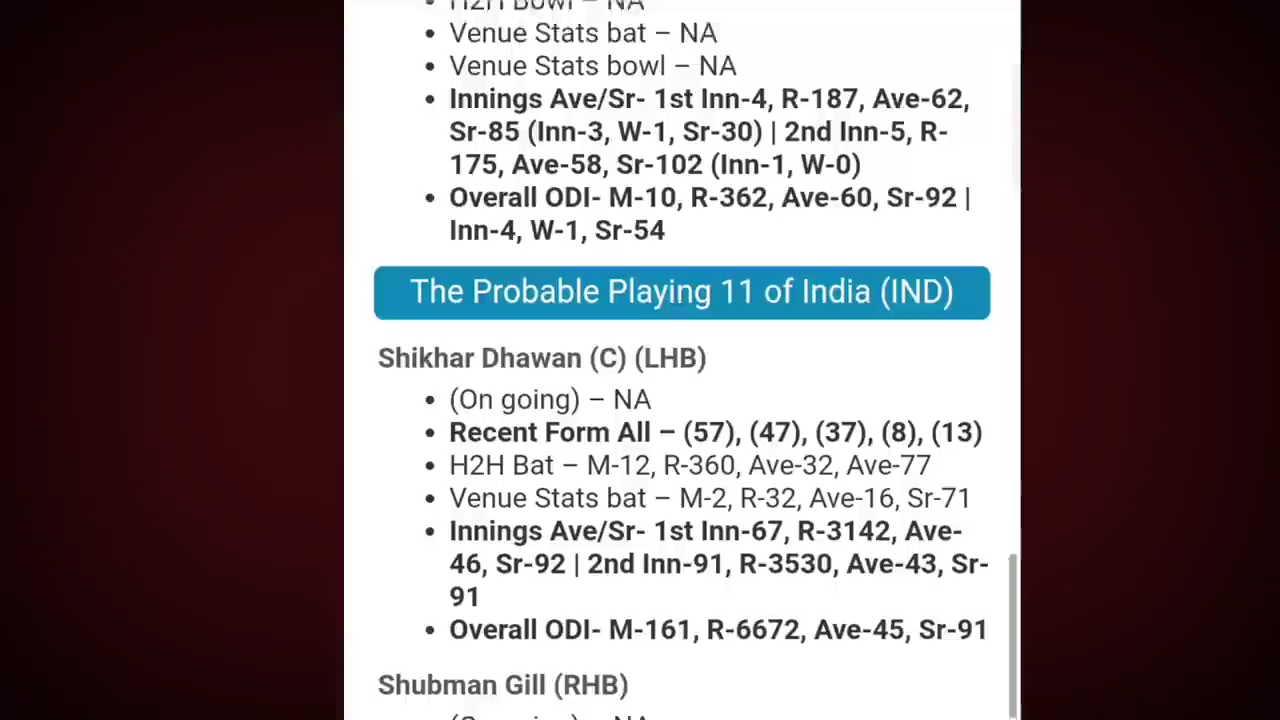 H2H Bowl – NA
Venue Stats bat – NA
Venue Stats bowl – NA
Innings Ave/Sr- 1st Inn-4, R-187, Ave-62,
Sr-85 (Inn-3, W-1, Sr-30) | 2nd Inn-5, R-
175, Ave-58, Sr-102 (Inn-1, W-0)
Overall ODI- M-10, R-362, Ave-60, Sr-92 |
Inn-4, W-1, Sr-54
The Probable Playing 11 of India (IND)
Shikhar Dhawan (C) (LHB)
(On going) – NA
Recent Form All – (57), (47), (37), (8), (13)
H2H Bat – M-12, R-360, Ave-32, Ave-77
Venue Stats bat – M-2, R-32, Ave-16, Sr-71
Innings Ave/Sr- 1st Inn-67, R-3142, Ave-
46, Sr-92 | 2nd Inn-91, R-3530, Ave-43, Sr-
91
Overall ODI- M-161, R-6672, Ave-45, Sr-91
Shubman Gill (RHB)
(On going) – NA